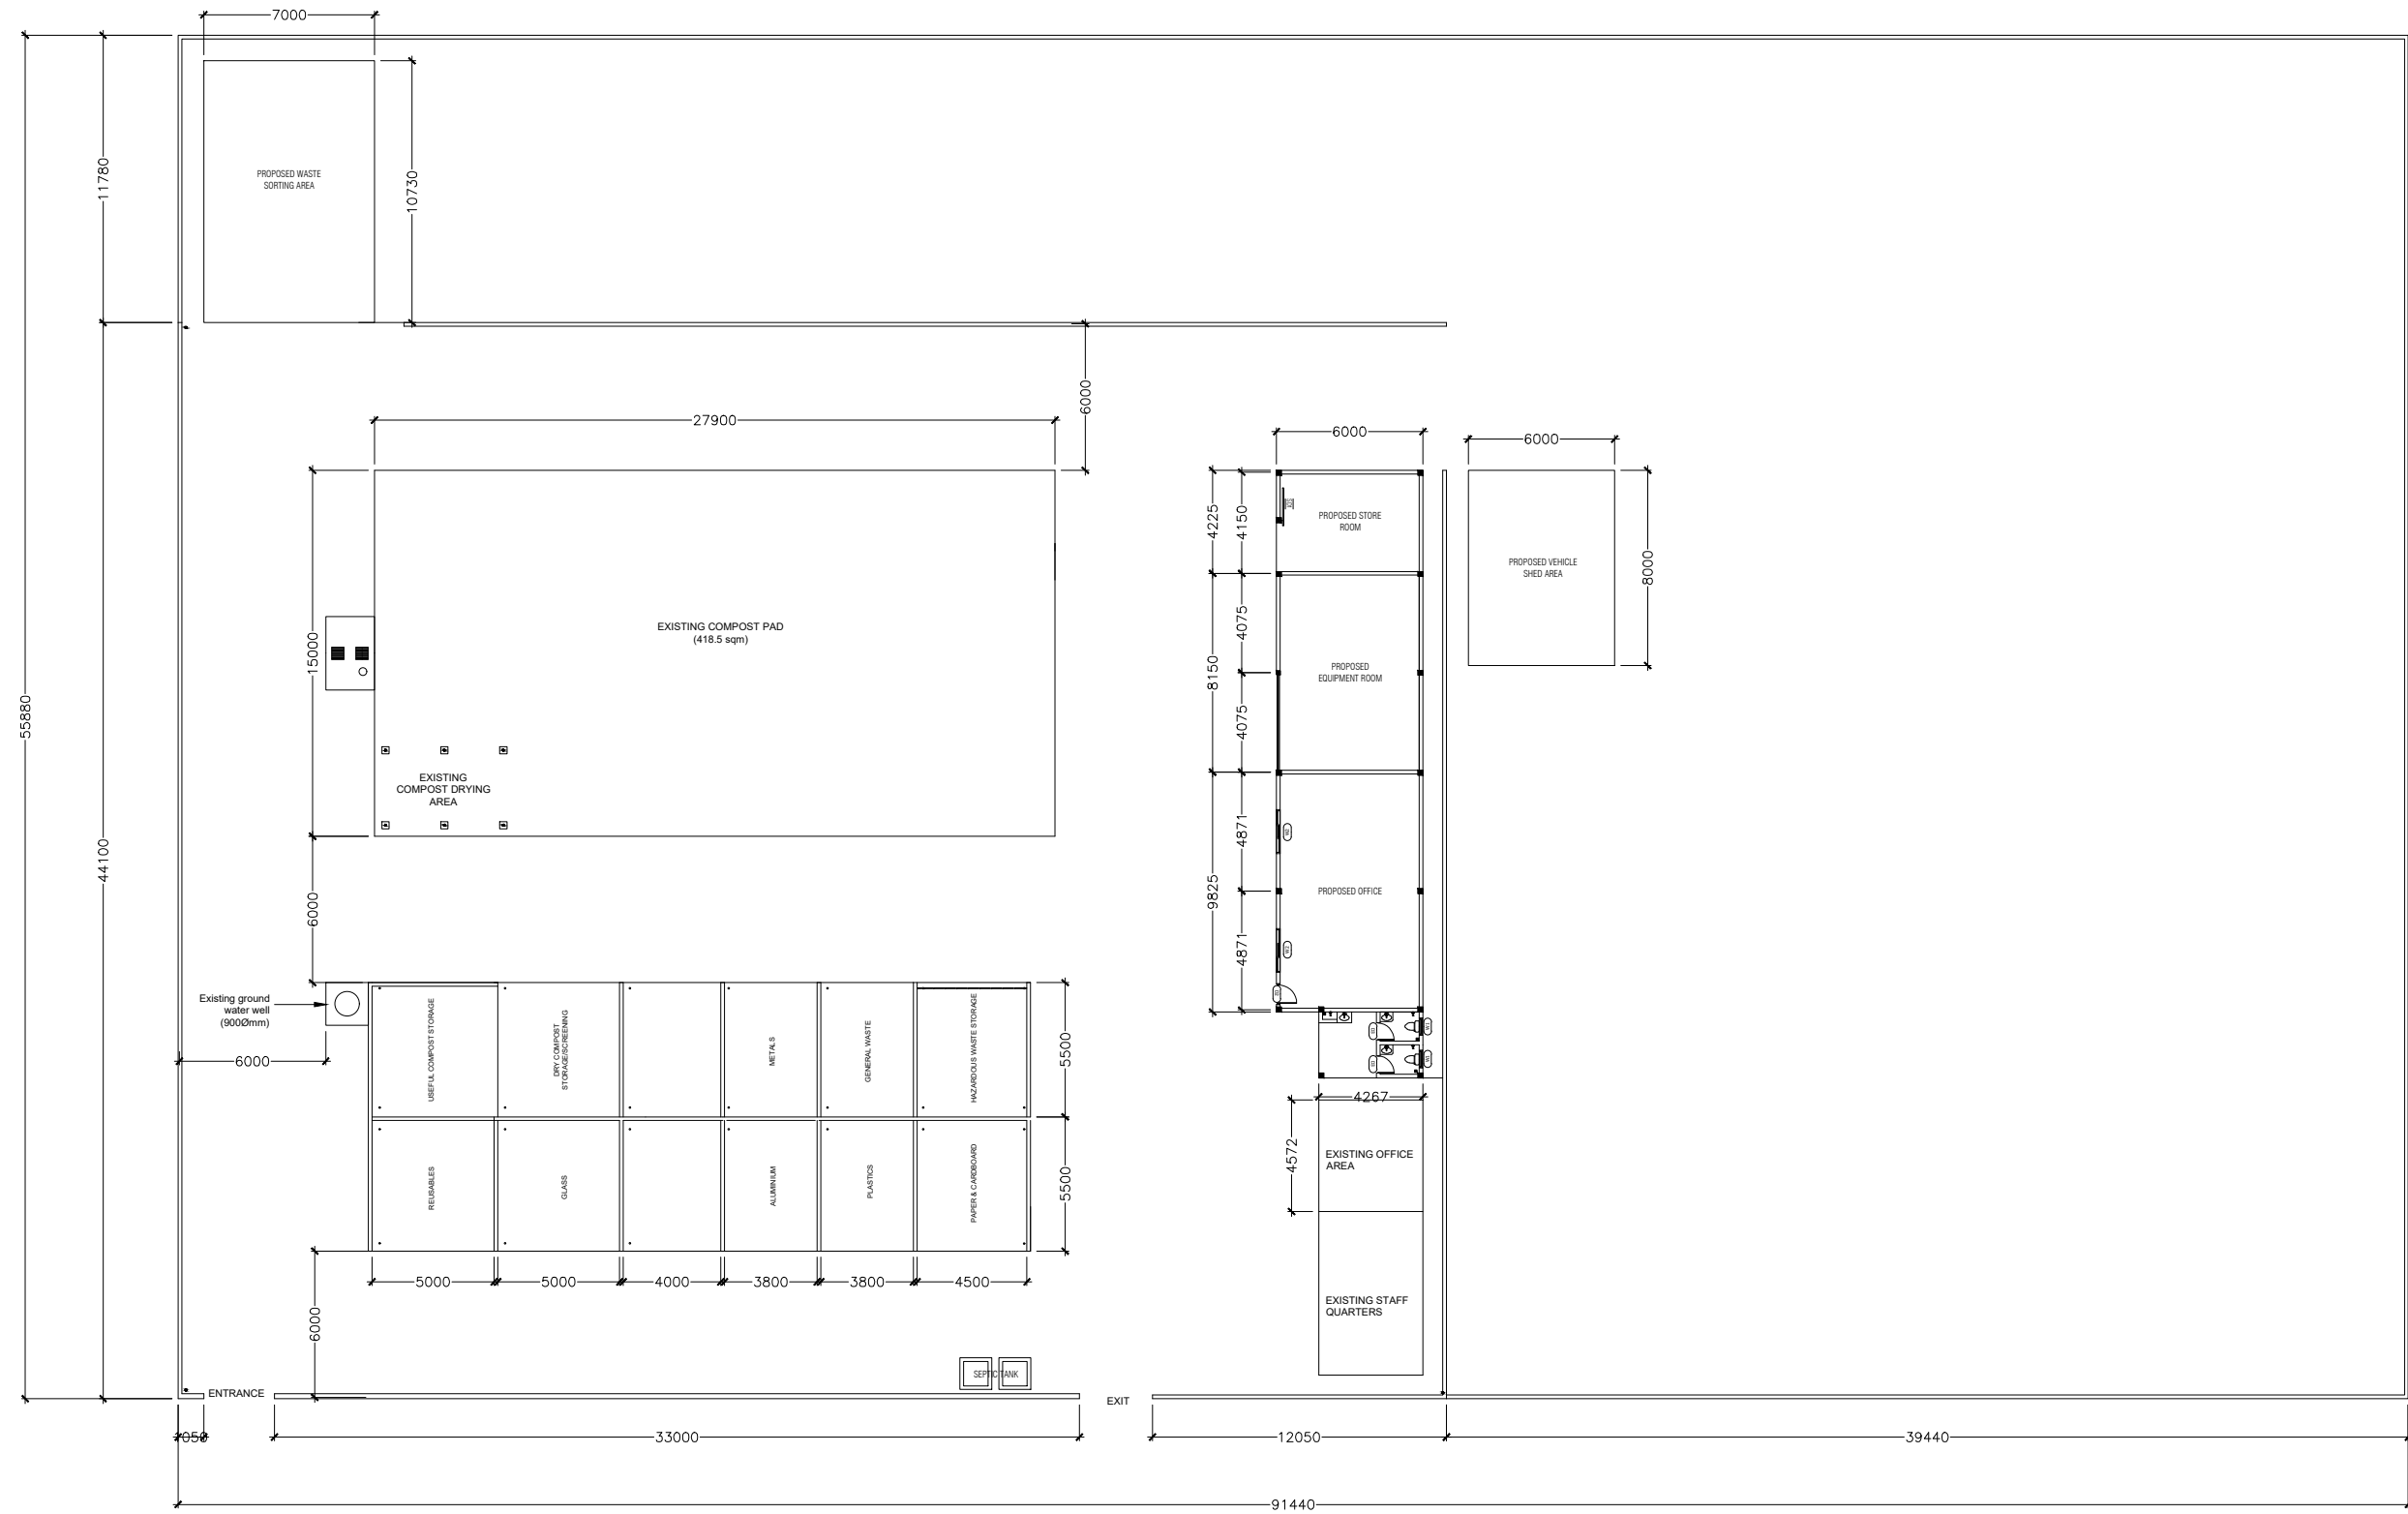 7000
11780
10730
PROPOSED WASTE
SORTING AREA
6000
27900
6000
6000
55880
44100
15000
EXISTING COMPOST PAD
(418.5 sqm)
4225
4150
PROPOSED STORE
ROOM
PROPOSED VEHICLE
SHED AREA
8000
8150
4075
4075
PROPOSED
EQUIPMENT ROOM
EXISTING
COMPOST DRYING
AREA
6000
9825
4871
4871
PROPOSED OFFICE
Existing ground
water well
(900Ømm)
6000
USEFUL COMPOST STORAGE
DRY COMPOST
STORAGE/SCREENING
METALS
GENERAL WASTE
HAZARDOUS WASTE STORAGE
5500
REUSABLES
GLASS
ALUMINIUM
PLASTICS
PAPER & CARDBOARD
5500
4267
4572
EXISTING OFFICE
AREA
EXISTING STAFF
QUARTERS
5000
5000
4000
3800
3800
4500
6000
SEPTIC TANK
ENTRANCE
EXIT
33000
12050
39440
91440